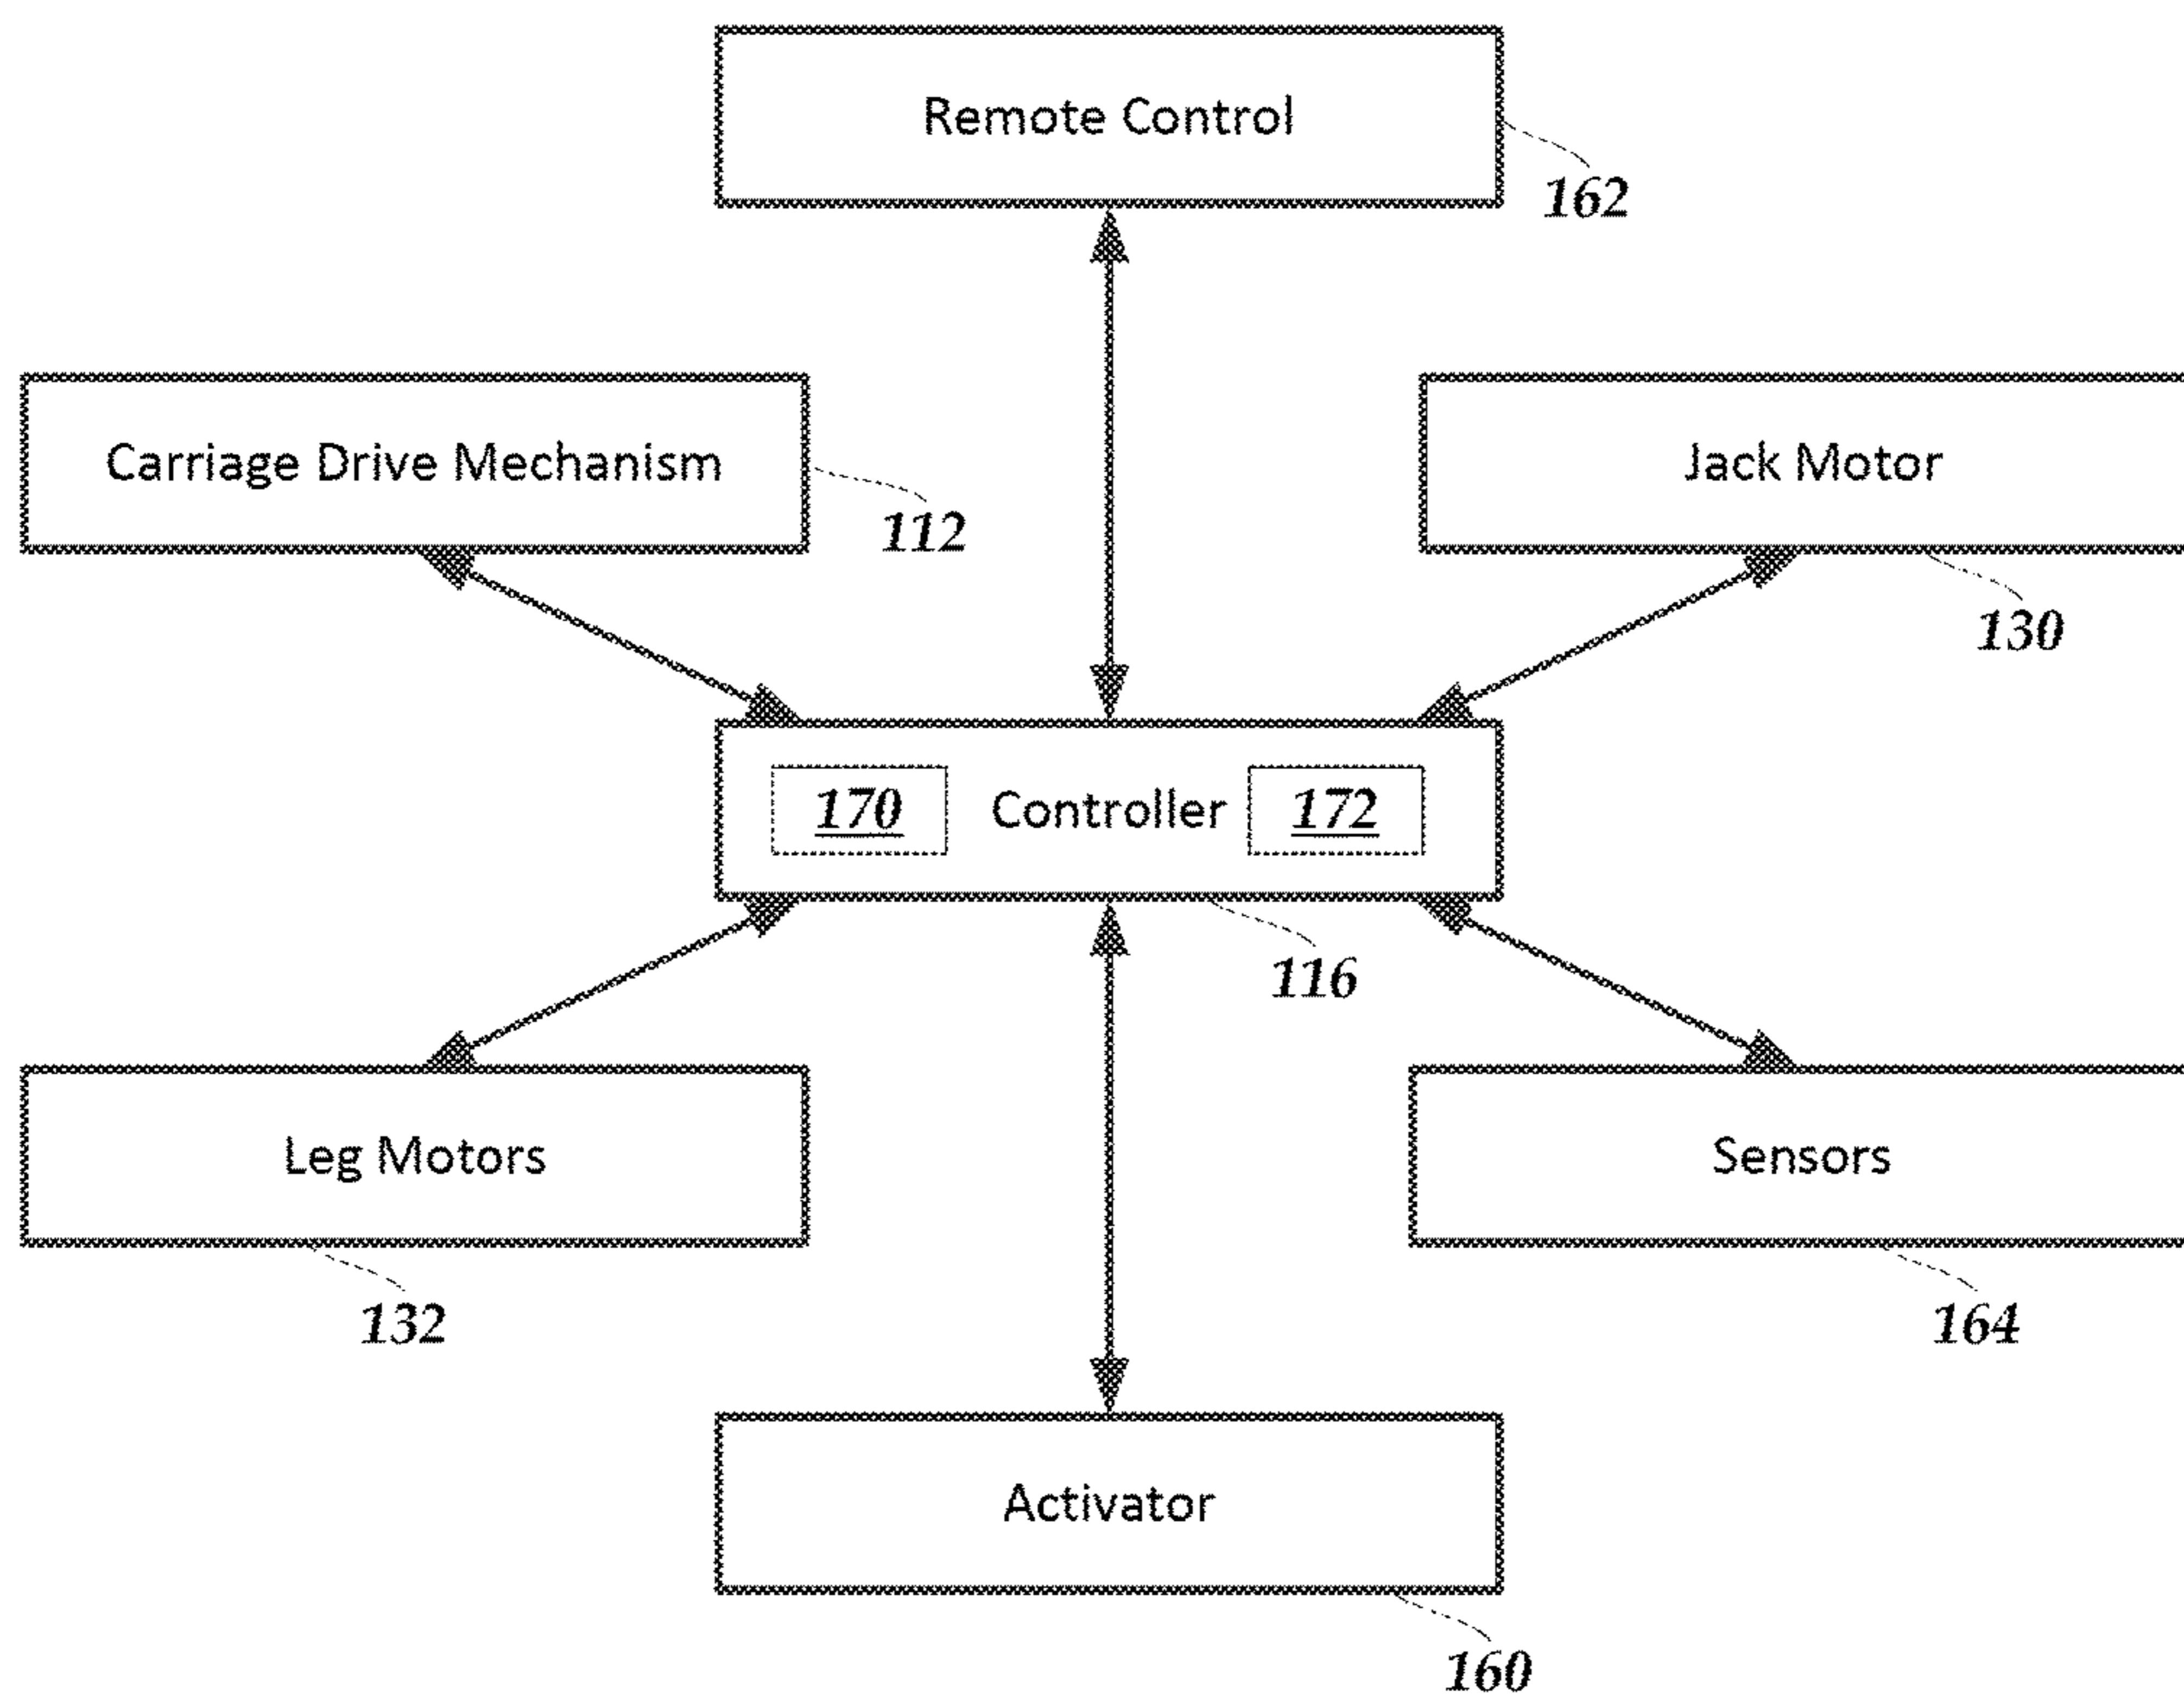 Remote Control
162
Carriage Drive Mechanism
112
Jack Motor
130
170 Controller 172
116
Leg Motors
132
Sensors
164
Activator
160